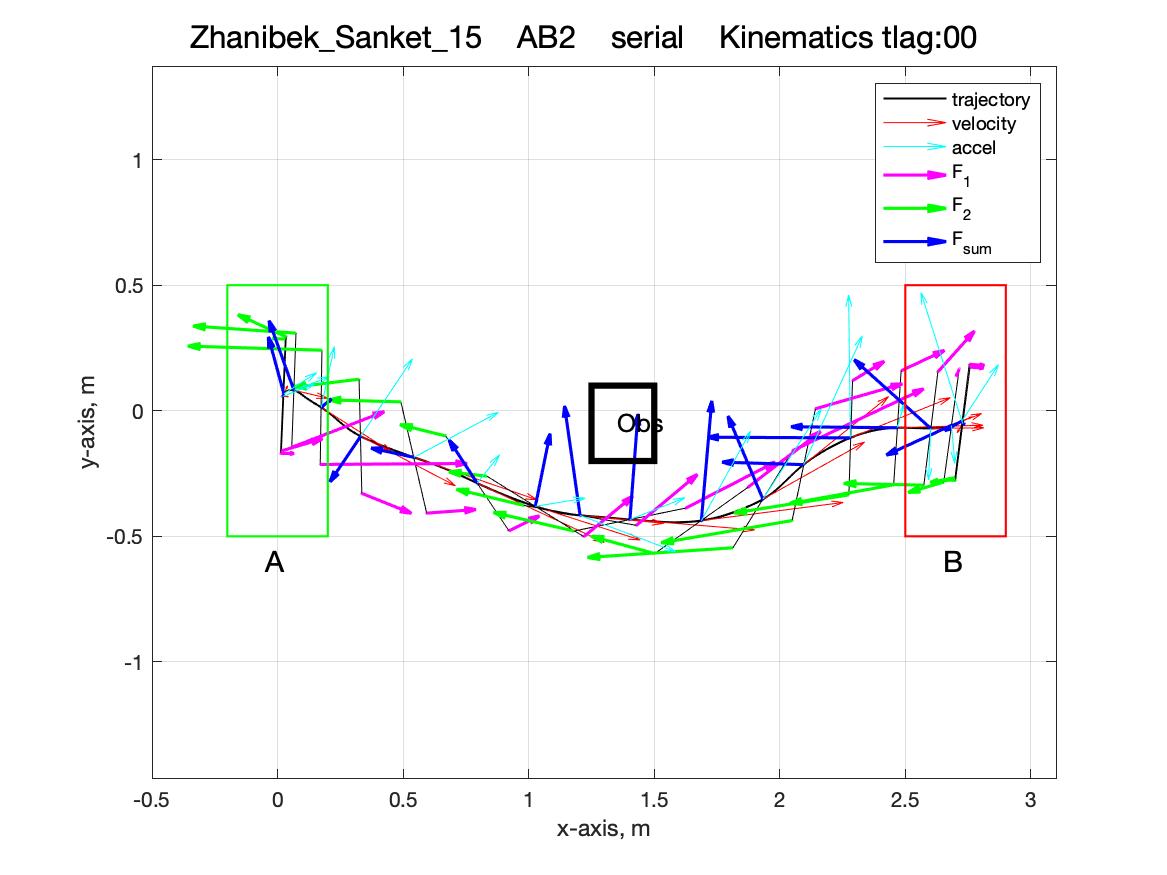 Zhanibek_Sanket_15 AB2 serial Kinematics tlag:00
trajectory
velocity
accel
F1
F2
Fsum
1
0.5
0
-0.5
-1
y-axis, m
Obs
A
B
-0.5 0 0.5 1 1.5 2 2.5 3
x-axis, m